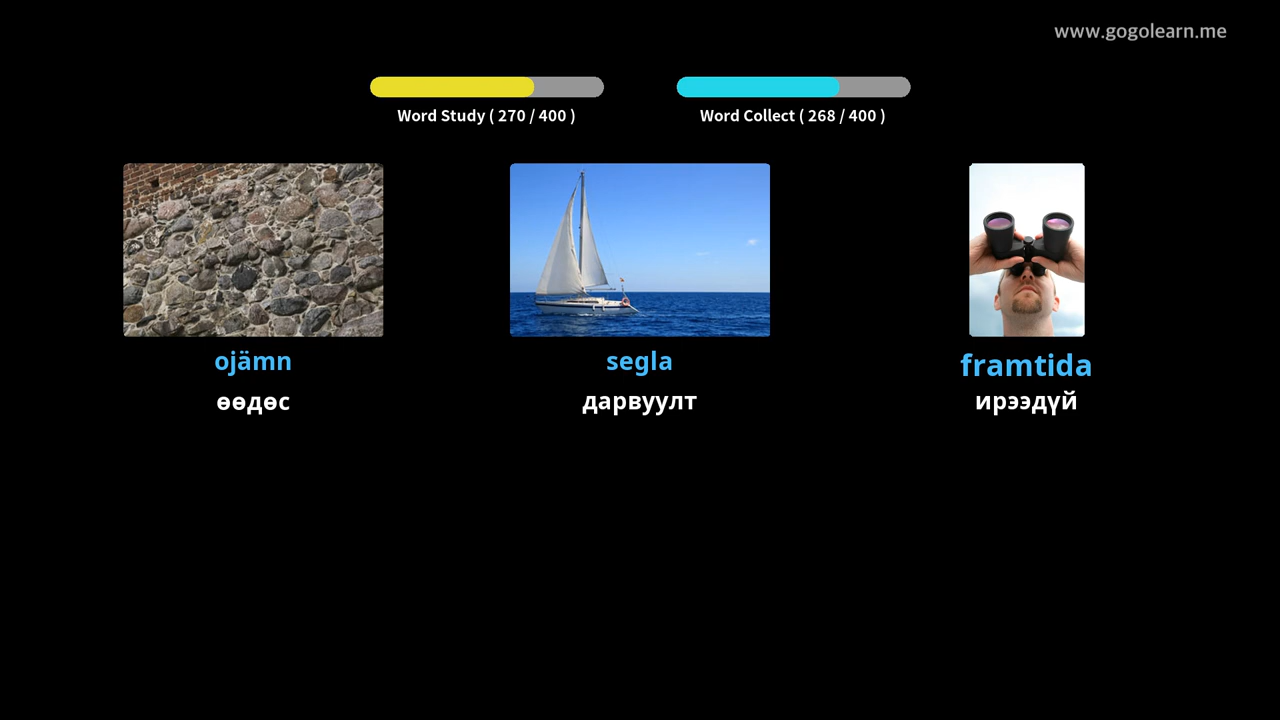 www.gogolearn.me
Word Study ( 270 / 400 )
Word Collect ( 268 / 400 )
ojämn
segla
framtida
өөдөс
дарвуулт
ирээдүй